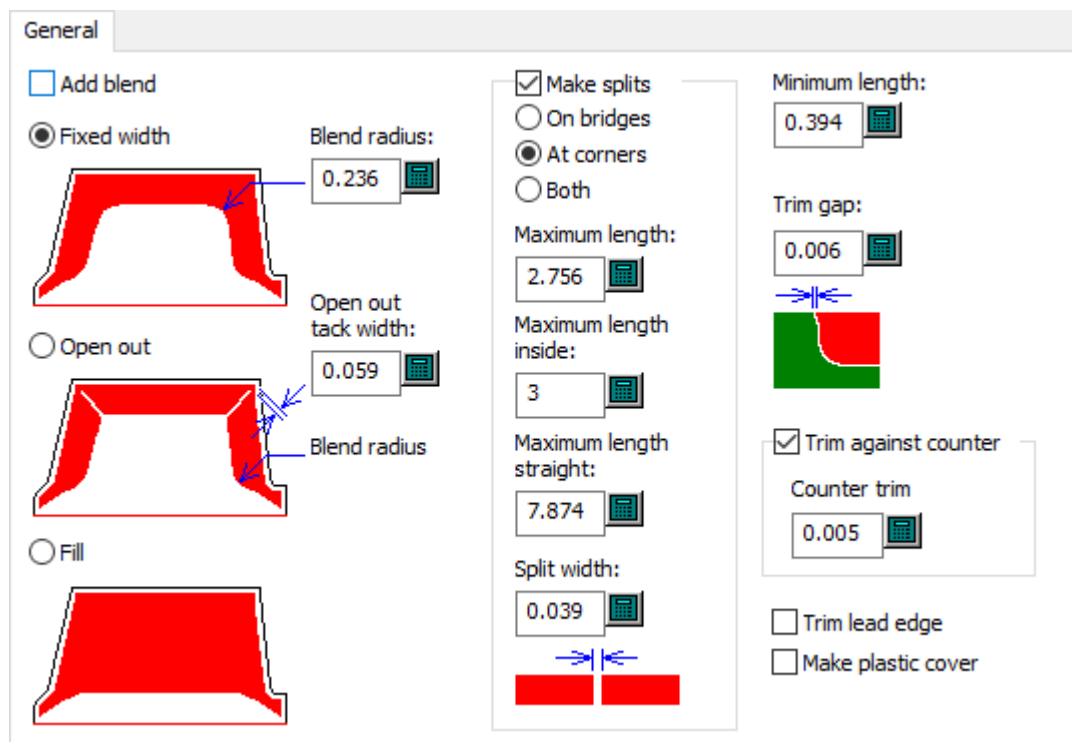 General
Add blend
Fixed width
Blend radius:
0.236
Open out
tack width:
0.059
Open out
Blend radius
Fill
Make splits
On bridges
At corners
Both
Maximum length:
2.756
Maximum length
inside:
3
Maximum length
straight:
7.874
Split width:
0.039
Minimum length:
0.394
Trim gap:
0.006
Trim against counter
Counter trim
0.005
Trim lead edge
Make plastic cover